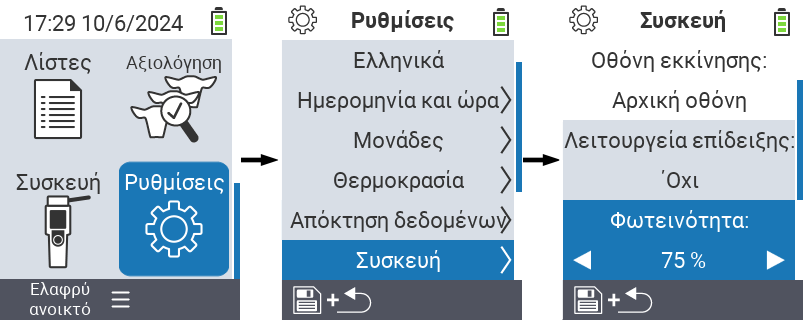 17:29 10/6/2024
Λίστες
Αξιολόγηση
Συσκευή
Ρυθμίσεις
Ελαφρύ
ανοικτό
Ρυθμίσεις
Ελληνικά
Ημερομηνία και ώρα
Μονάδες
Θερμοκρασία
Απόκτηση δεδομένων
Συσκευή
Συσκευή
Οθόνη εκκίνησης:
Αρχική οθόνη
Λειτουργεία επίδειξης:
Όχι
Φωτεινότητα:
75 %